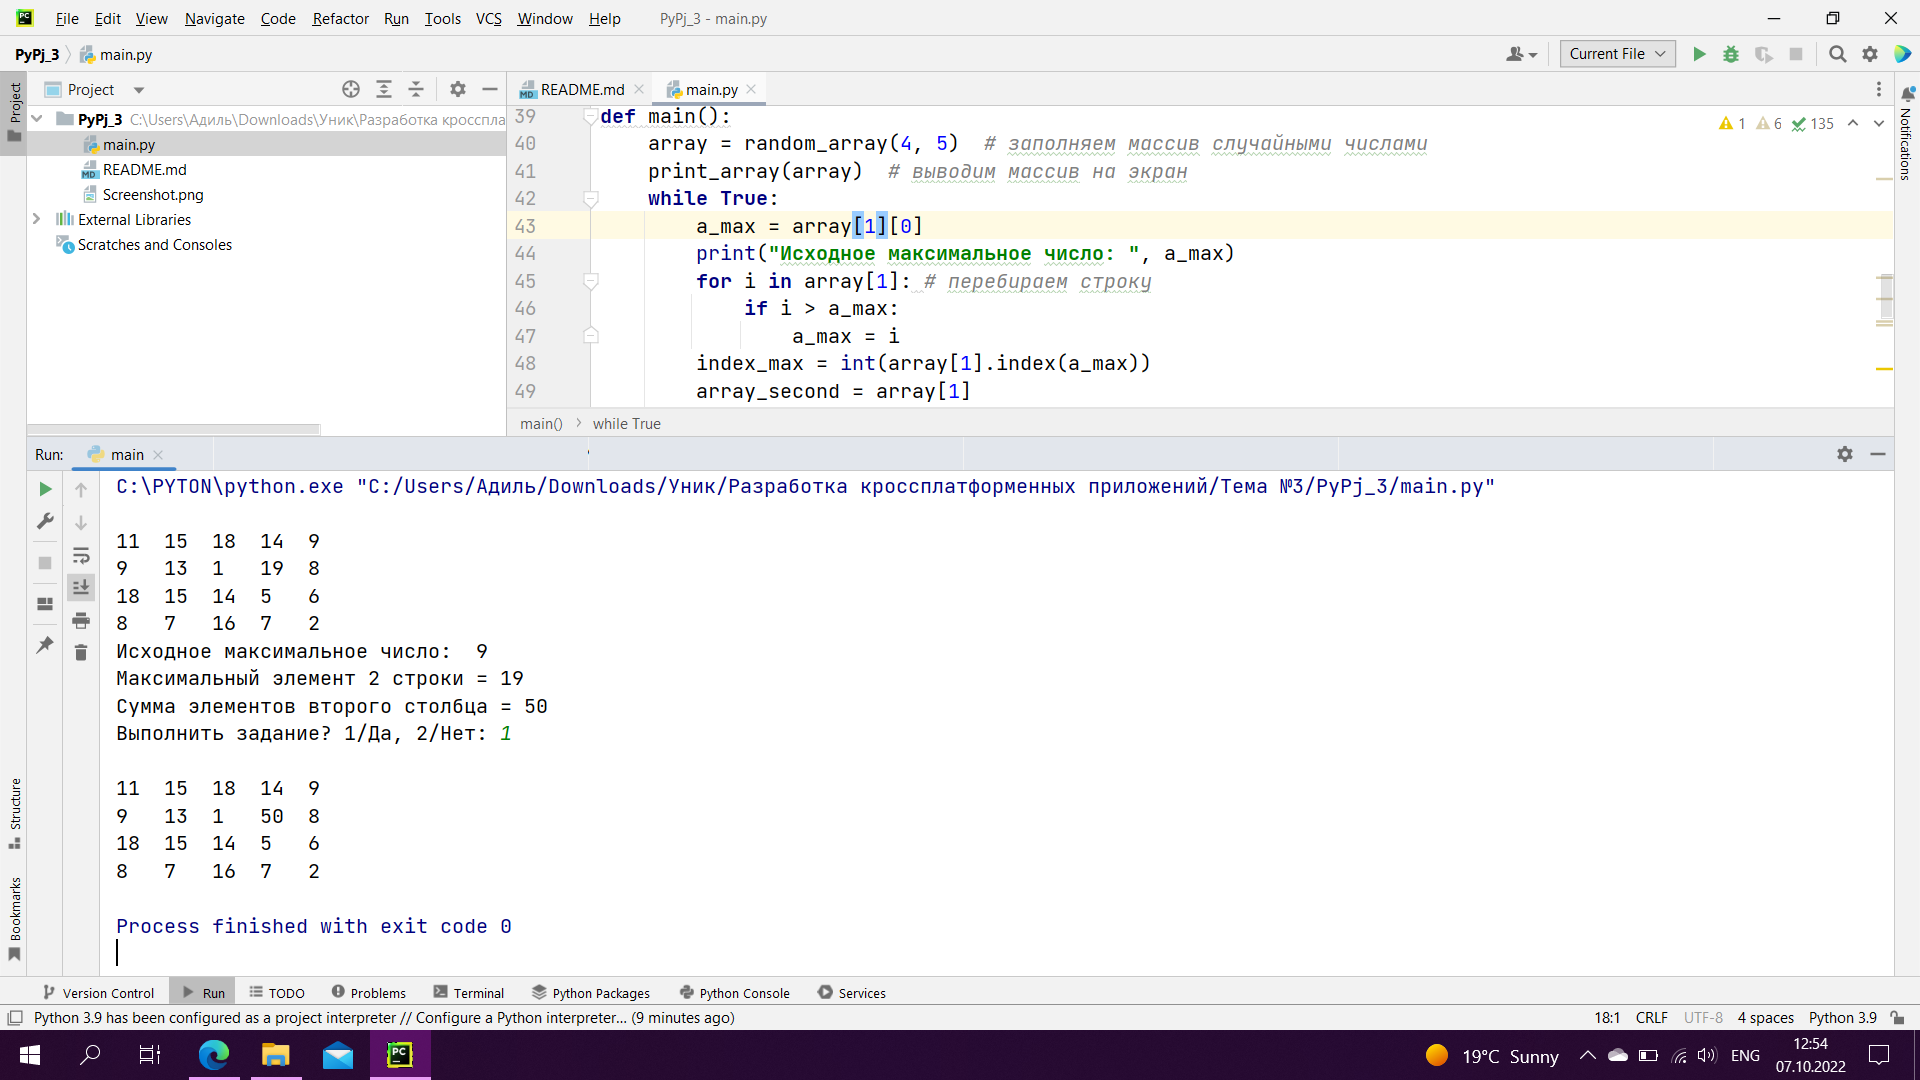 File Edit View Navigate Code Refactor Run Tools VCS Window Help PyPj_3 - main.py
PyPj_3 main.py Current File
Project
Project README.md main.py
PyPj_3 C:\Users\Адиль\Downloads\Уник\Разработка кросспла
main.py
README.md
Screenshot.png
External Libraries
Scratches and Consoles
1 6 135
Notifications
39 def main():
40 array = random_array(4, 5) # заполняем массив случайными числами
41 print_array(array) # выводим массив на экран
42 while True:
43 a_max = array[1][0]
44 print("Исходное максимальное число: ", a_max)
45 for i in array[1]: # перебираем строку
46 if i > a_max:
47 a_max = i
48 index_max = int(array[1].index(a_max))
49 array_second = array[1]
main() while True
Run: main
C:\PYTON\python.exe "C:/Users/Адиль/Downloads/Уник/Разработка кроссплатформенных приложений/Тема №3/PyPj_3/main.py"
11 15 18 14 9
9 13 1 19 8
18 15 14 5 6
8 7 16 7 2
Исходное максимальное число:  9
Максимальный элемент 2 строки = 19
Сумма элементов второго столбца = 50
Выполнить задание? 1/Да, 2/Нет: 1
11 15 18 14 9
9 13 1 50 8
18 15 14 5 6
8 7 16 7 2
Process finished with exit code 0
Structure
Bookmarks
Version Control Run TODO Problems Terminal Python Packages Python Console Services
Python 3.9 has been configured as a project interpreter // Configure a Python interpreter... (9 minutes ago) 18:1 CRLF UTF-8 4 spaces Python 3.9
19°C Sunny ENG 12:54
07.10.2022